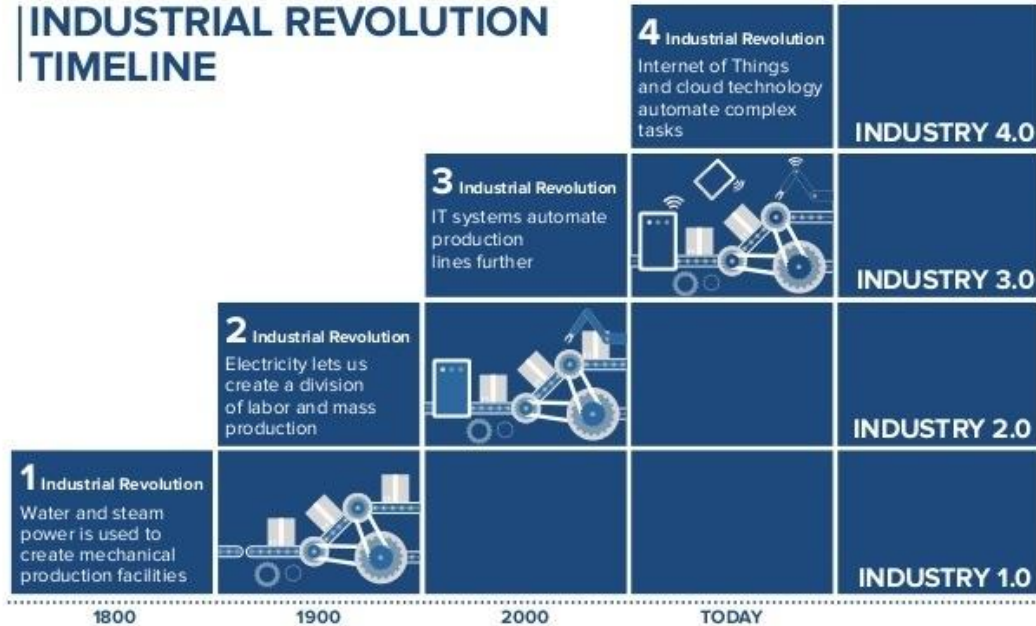 INDUSTRIAL REVOLUTION
TIMELINE
4 Industrial Revolution
Internet of Things
and cloud technology
automate complex
tasks
INDUSTRY 4.0
3 Industrial Revolution
IT systems automate
production
lines further
INDUSTRY 3.0
2 Industrial Revolution
Electricity lets us
create a division
of labor and mass
production
INDUSTRY 2.0
1 Industrial Revolution
Water and steam
power is used to
create mechanical
production facilities
INDUSTRY 1.0
1800 1900 2000 TODAY